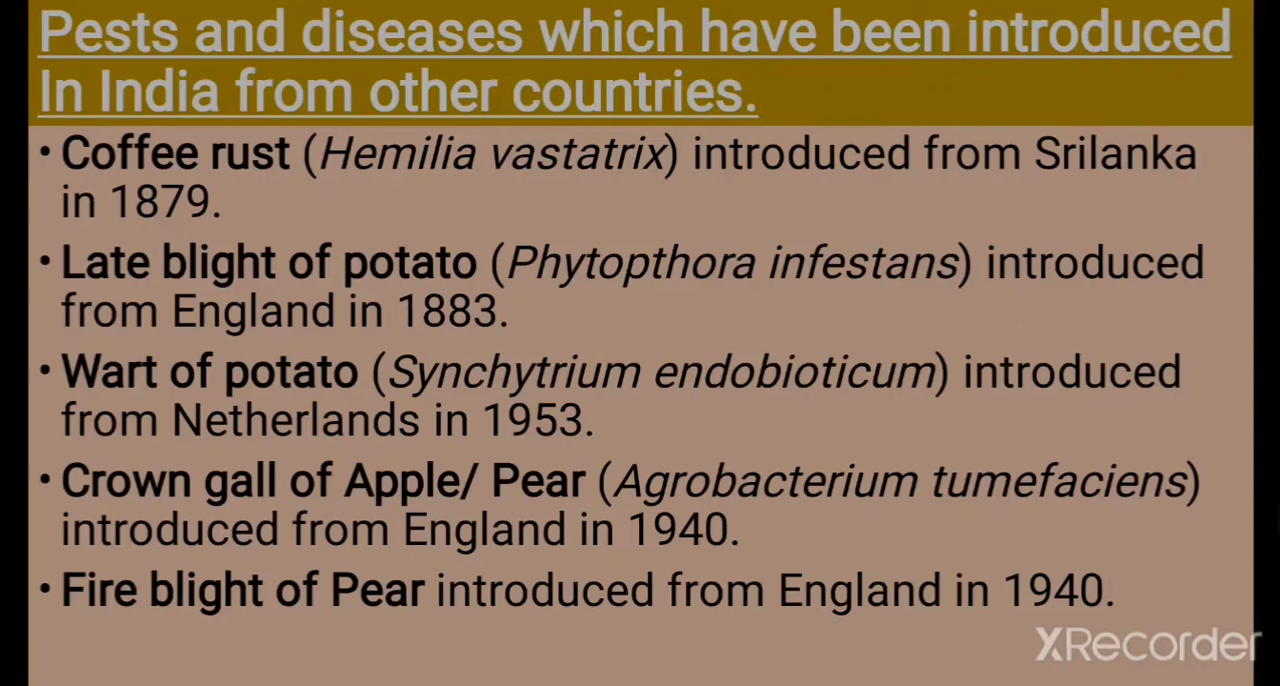 Pests and diseases which have been introduced
In India from other countries.
• Coffee rust (Hemilia vastatrix) introduced from Srilanka
in 1879.
• Late blight of potato (Phytopthora infestans) introduced
from England in 1883.
• Wart of potato (Synchytrium endobioticum) introduced
from Netherlands in 1953.
• Crown gall of Apple/ Pear (Agrobacterium tumefaciens)
introduced from England in 1940.
• Fire blight of Pear introduced from England in 1940.
XRecorder